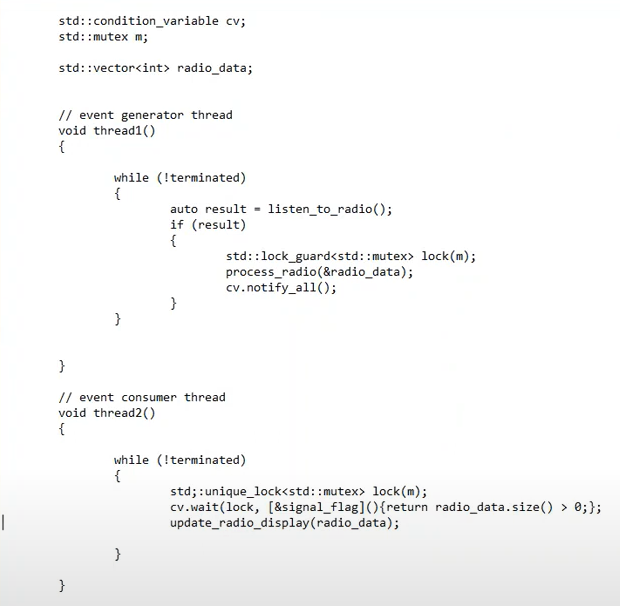 std::condition_variable cv;
std::mutex m;
std::vector<int> radio_data;
// event generator thread
void thread1()
{
while (!terminated)
{
auto result = listen_to_radio();
if (result)
{
std::lock_guard<std::mutex> lock(m);
process_radio(&radio_data);
cv.notify_all();
}
}
}
// event consumer thread
void thread2()
{
while (!terminated)
{
std;:unique_lock<std::mutex> lock(m);
cv.wait(lock, [&signal_flag](){return radio_data.size() > 0;};
update_radio_display(radio_data);
}
}